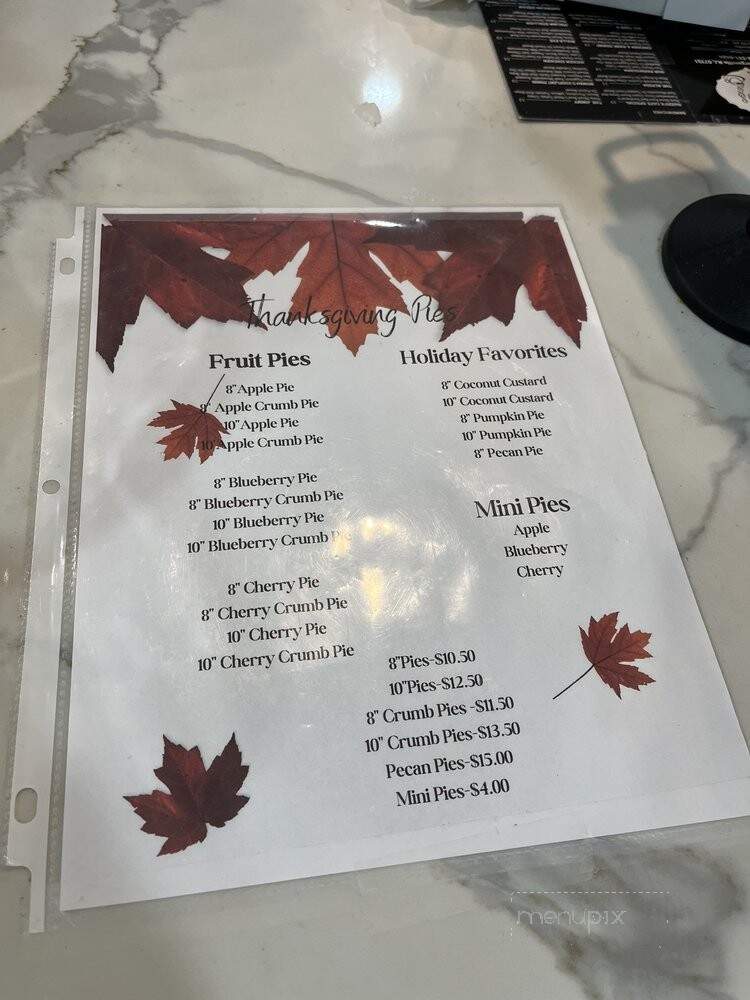 Thanksgiving Pies
Fruit Pies
8" Apple Pie
8" Apple Crumb Pie
10" Apple Pie
10" Apple Crumb Pie
8" Blueberry Pie
8" Blueberry Crumb Pie
10" Blueberry Pie
10" Blueberry Crumb
8" Cherry Pie
8" Cherry Crumb Pie
10" Cherry Pie
10" Cherry Crumb Pie
Holiday Favorites
8" Coconut Custard
10" Coconut Custard
8" Pumpkin Pie
10" Pumpkin Pie
8" Pecan Pie
Mini Pies
Apple
Blueberry
Cherry
8"Pies-$10.50
10"Pies-$12.50
8" Crumb Pies -$11.50
10" Crumb Pies-$13.50
Pecan Pies-$15.00
Mini Pies-$4.00
menupix